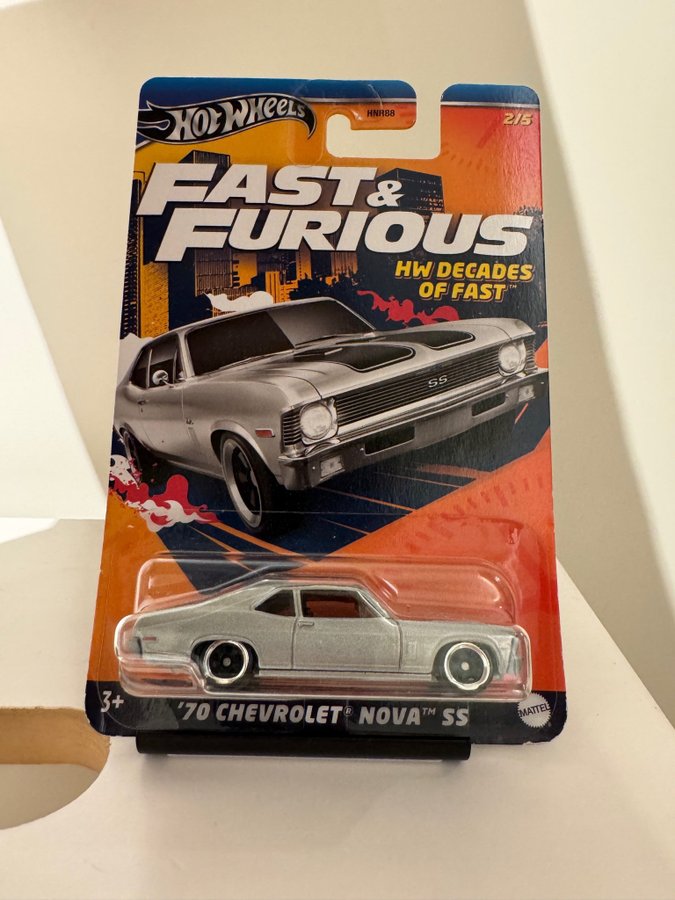 HOT WHEELS
HNR88
2/5
FAST &
FURIOUS
HW DECADES
OF FAST™
SS
3+
'70 CHEVROLET® NOVA™ SS
MATTEL